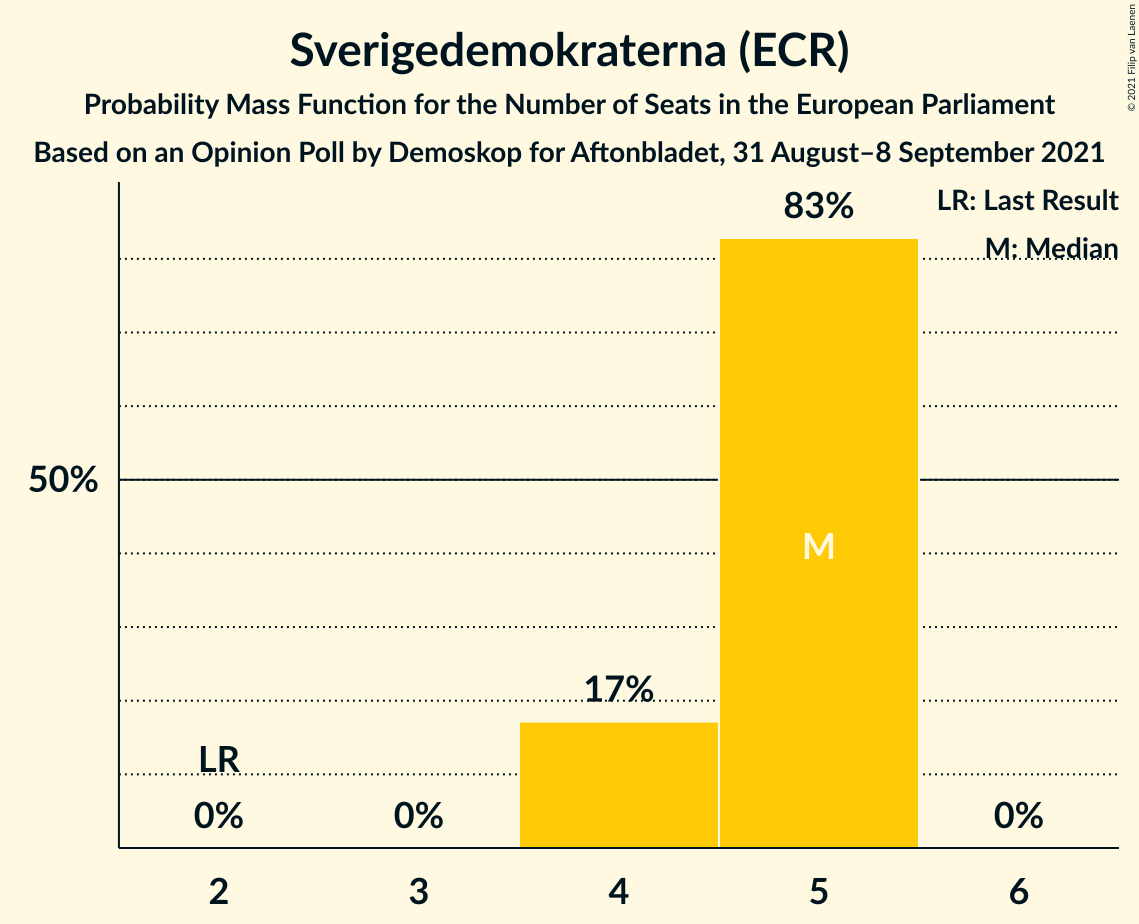 Sverigedemokraterna (ECR)
Probability Mass Function for the Number of Seats in the European Parliament
Based on an Opinion Poll by Demoskop for Aftonbladet, 31 August–8 September 2021
© 2021 Filip van Laenen
LR: Last Result
M: Median
83%
50%
M
17%
LR
0%
0%
0%
2
3
4
5
6